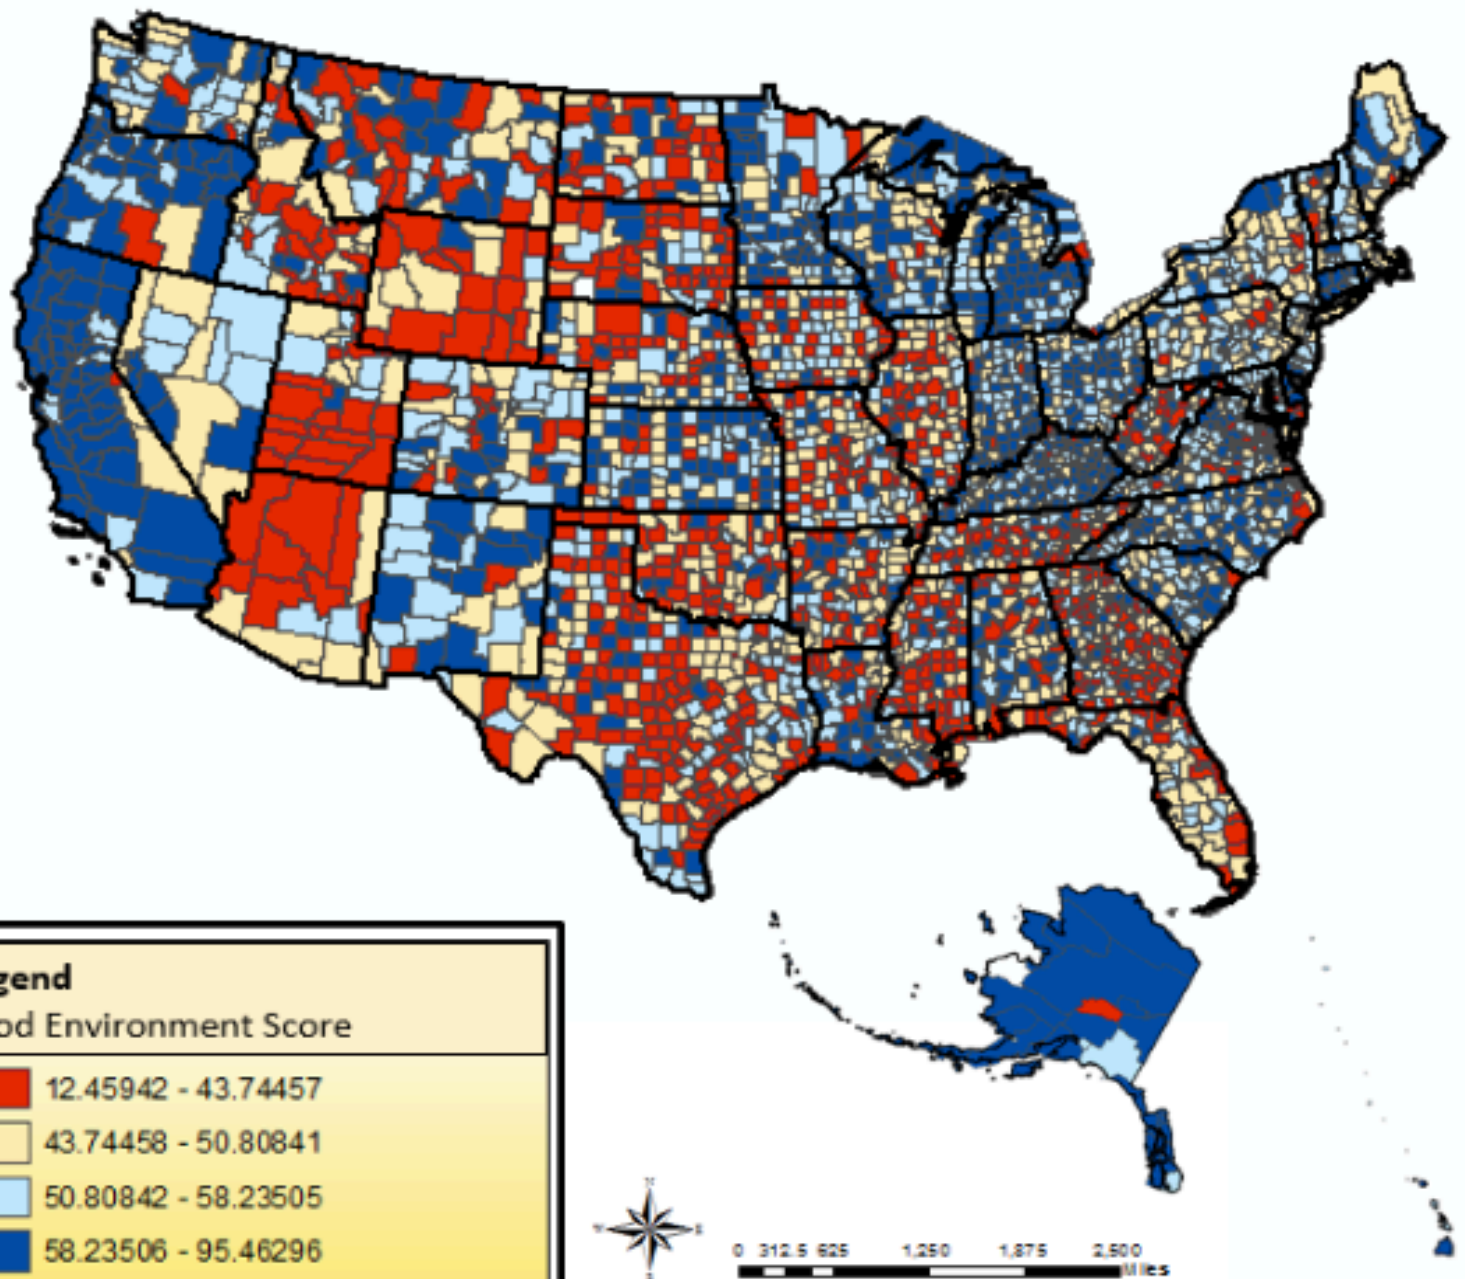 gend
od Environment Score
12.45942 - 43.74457
43.74458 - 50.80841
50.80842 - 58.23505
58.23506 - 95.46296
0 312.5 625 1,250 1,875 2,500
Miles